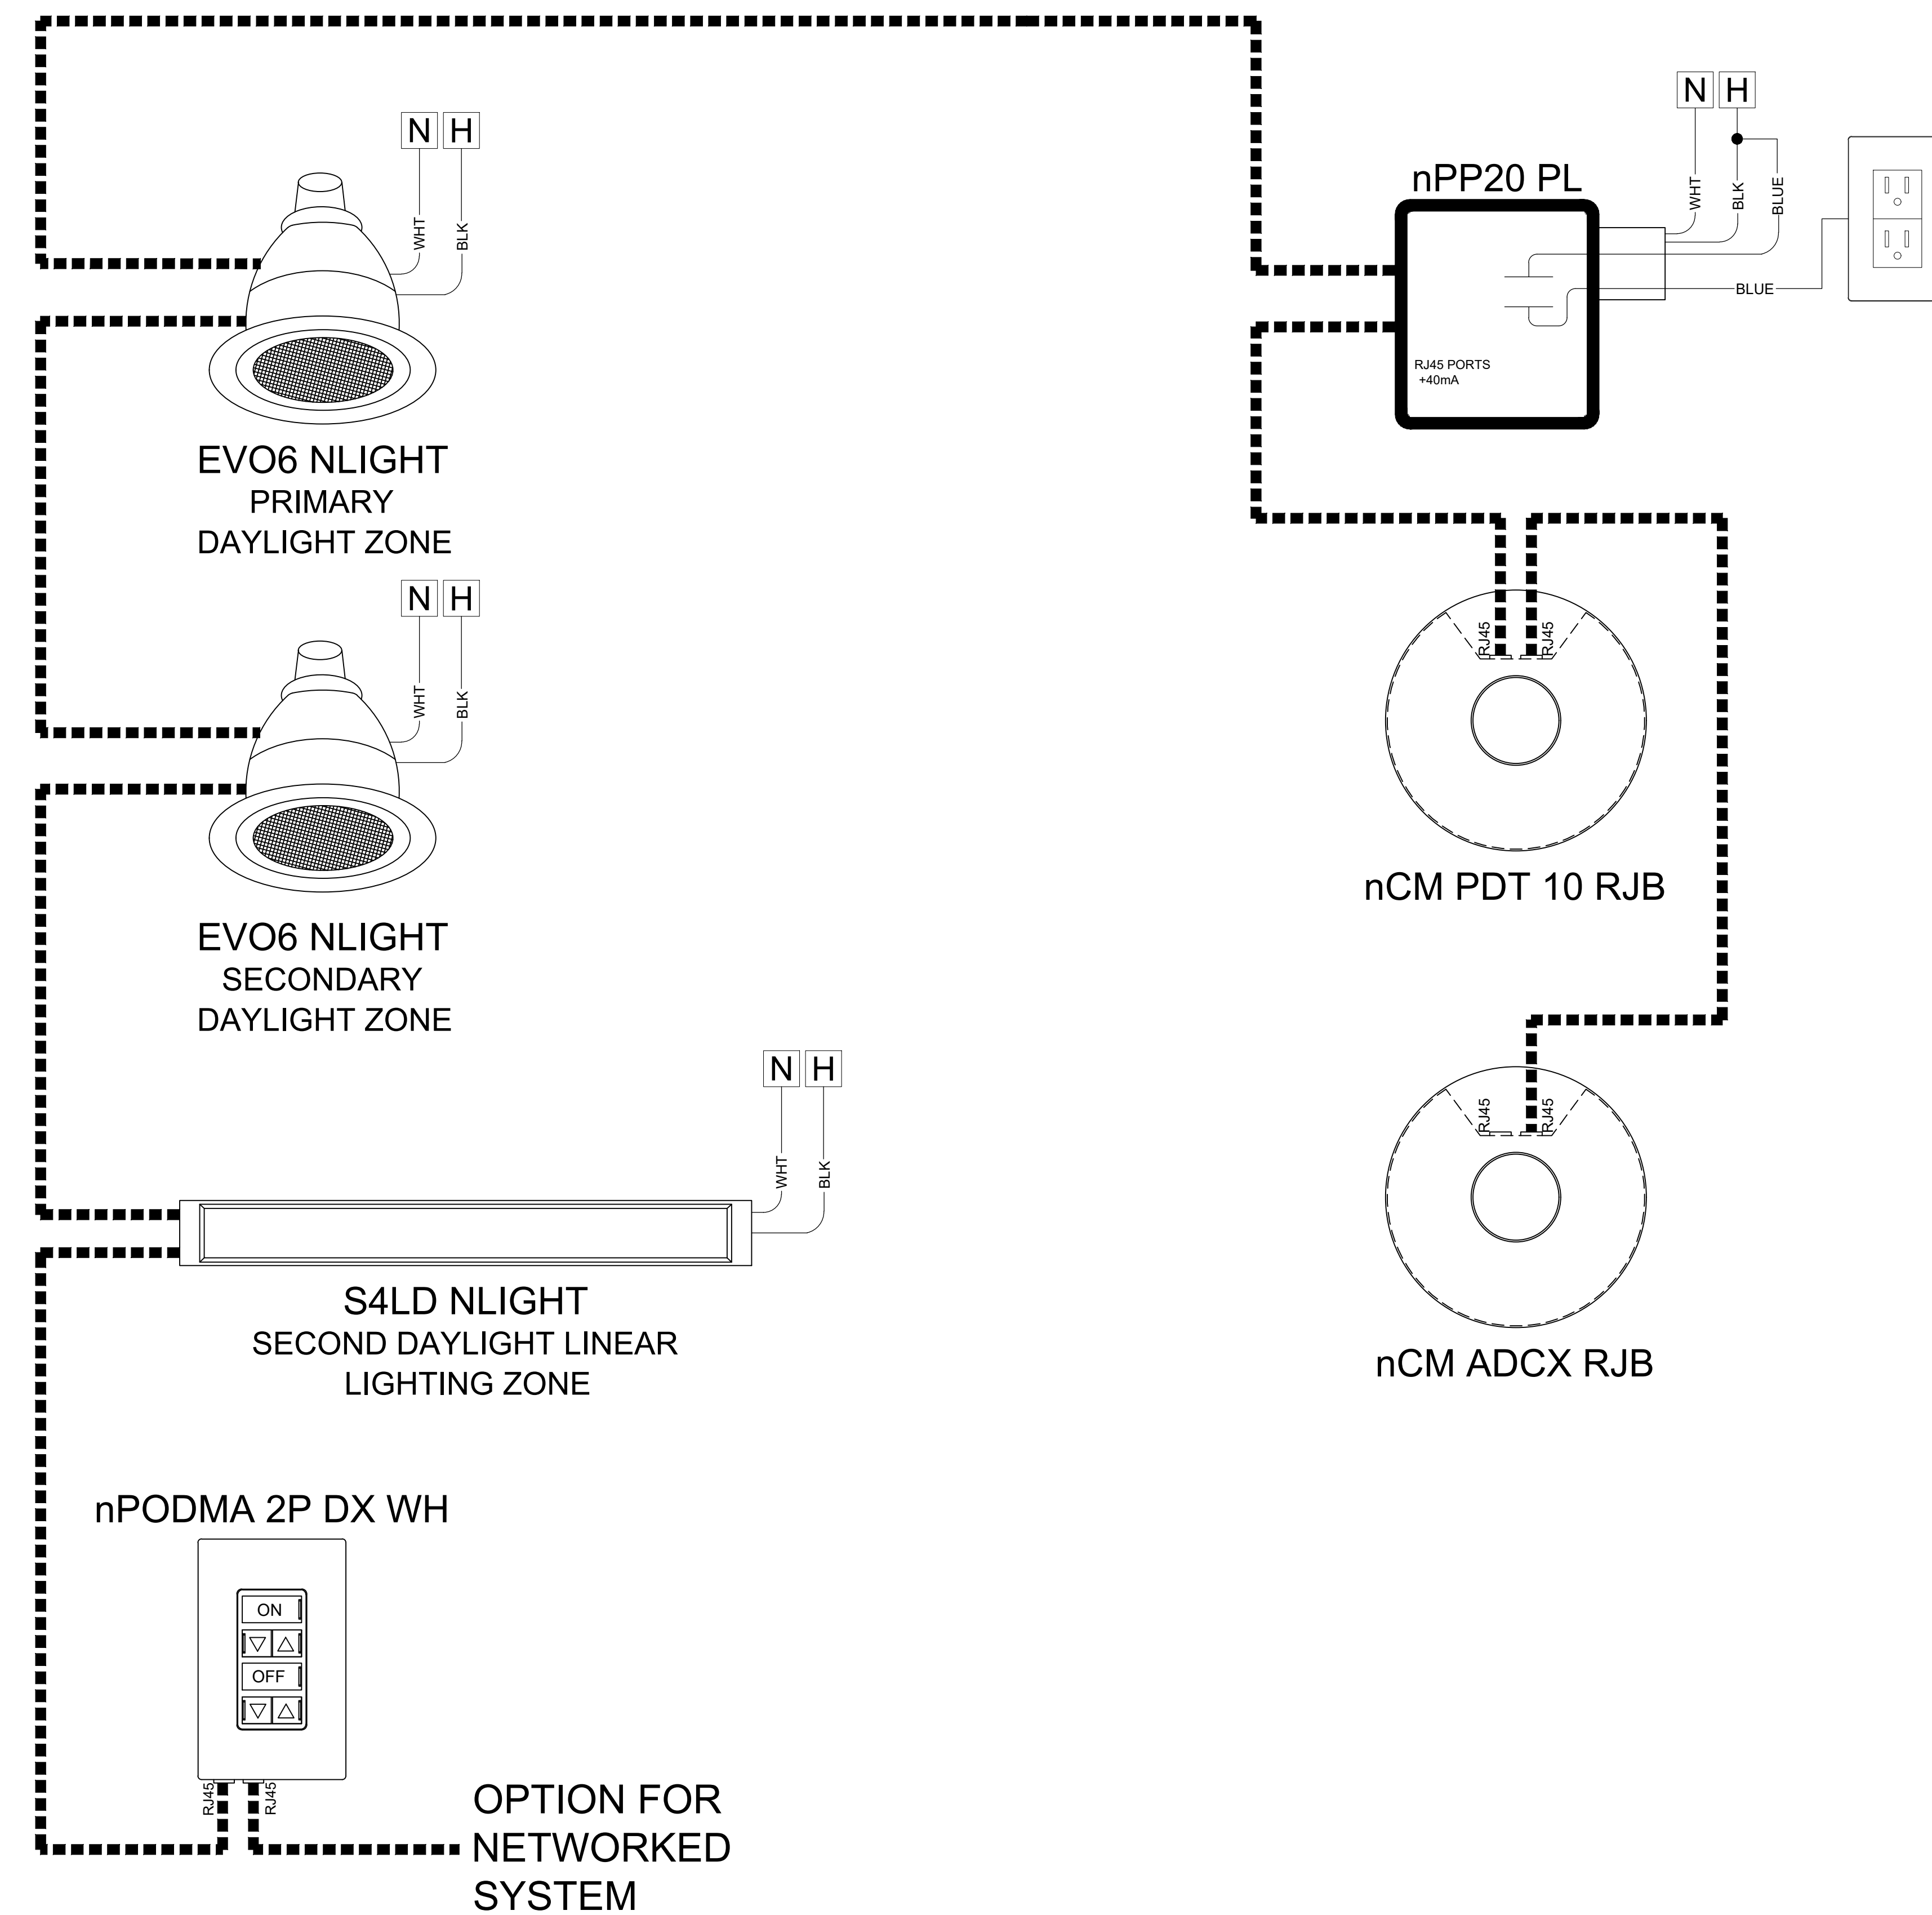 N H
WHT
BLK
EVO6 NLIGHT
PRIMARY
DAYLIGHT ZONE
N H
WHT
BLK
EVO6 NLIGHT
SECONDARY
DAYLIGHT ZONE
N H
WHT
BLK
S4LD NLIGHT
SECOND DAYLIGHT LINEAR
LIGHTING ZONE
nPODMA 2P DX WH
ON
OFF
RJ45
RJ45
OPTION FOR
NETWORKED
SYSTEM
N H
WHT
BLK
BLUE
nPP20 PL
BLUE
RJ45 PORTS
+40mA
RJ45
RJ45
nCM PDT 10 RJB
RJ45
RJ45
nCM ADCX RJB